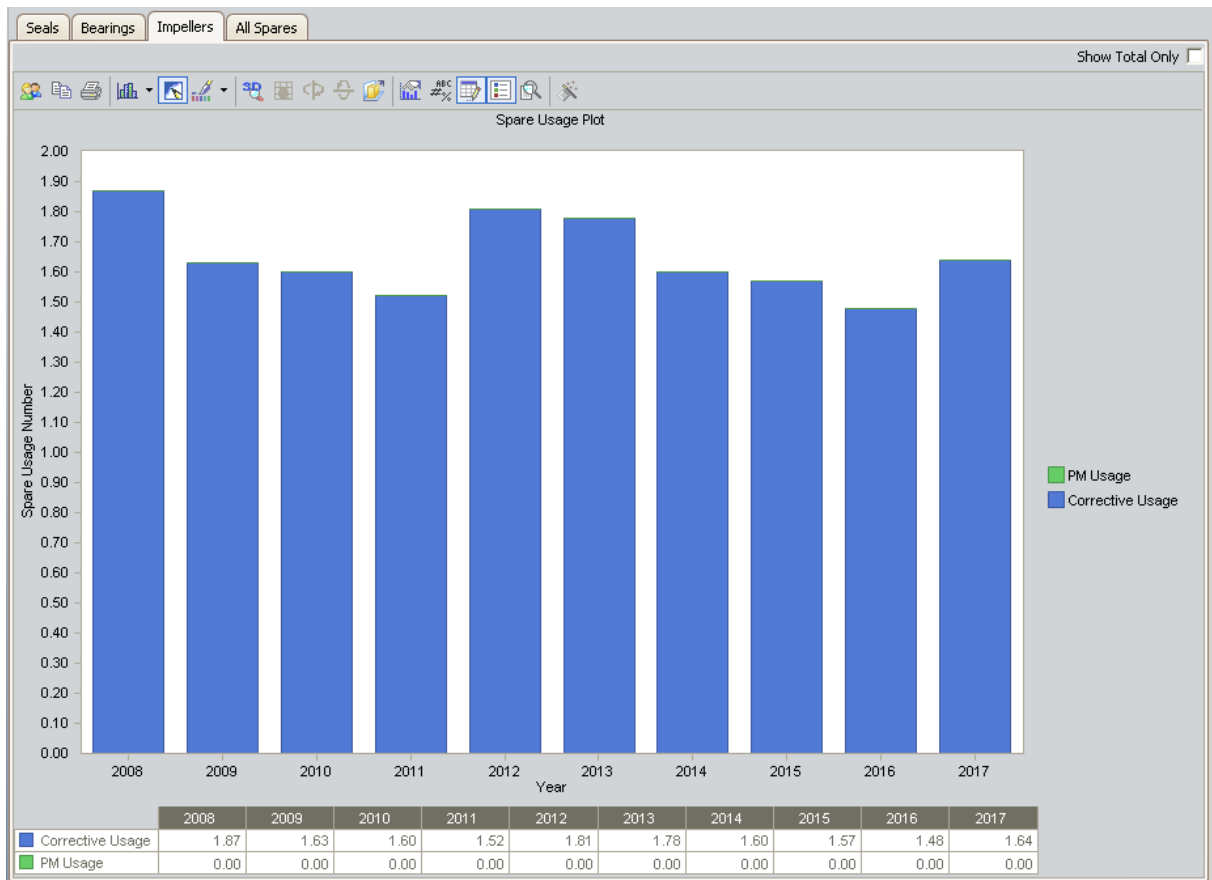 Seals Bearings Impellers All Spares
Show Total Only
3D ABC #,%
Spare Usage Plot
2.00
1.90
1.80
1.70
1.60
1.50
1.40
1.30
1.20
1.10
1.00
0.90
0.80
0.70
0.60
0.50
0.40
0.30
0.20
0.10
0.00
Spare Usage Number
2008 2009 2010 2011 2012 2013 2014 2015 2016 2017
Year
PM Usage
Corrective Usage
2008 2009 2010 2011 2012 2013 2014 2015 2016 2017
Corrective Usage 1.87 1.63 1.60 1.52 1.81 1.78 1.60 1.57 1.48 1.64
PM Usage 0.00 0.00 0.00 0.00 0.00 0.00 0.00 0.00 0.00 0.00